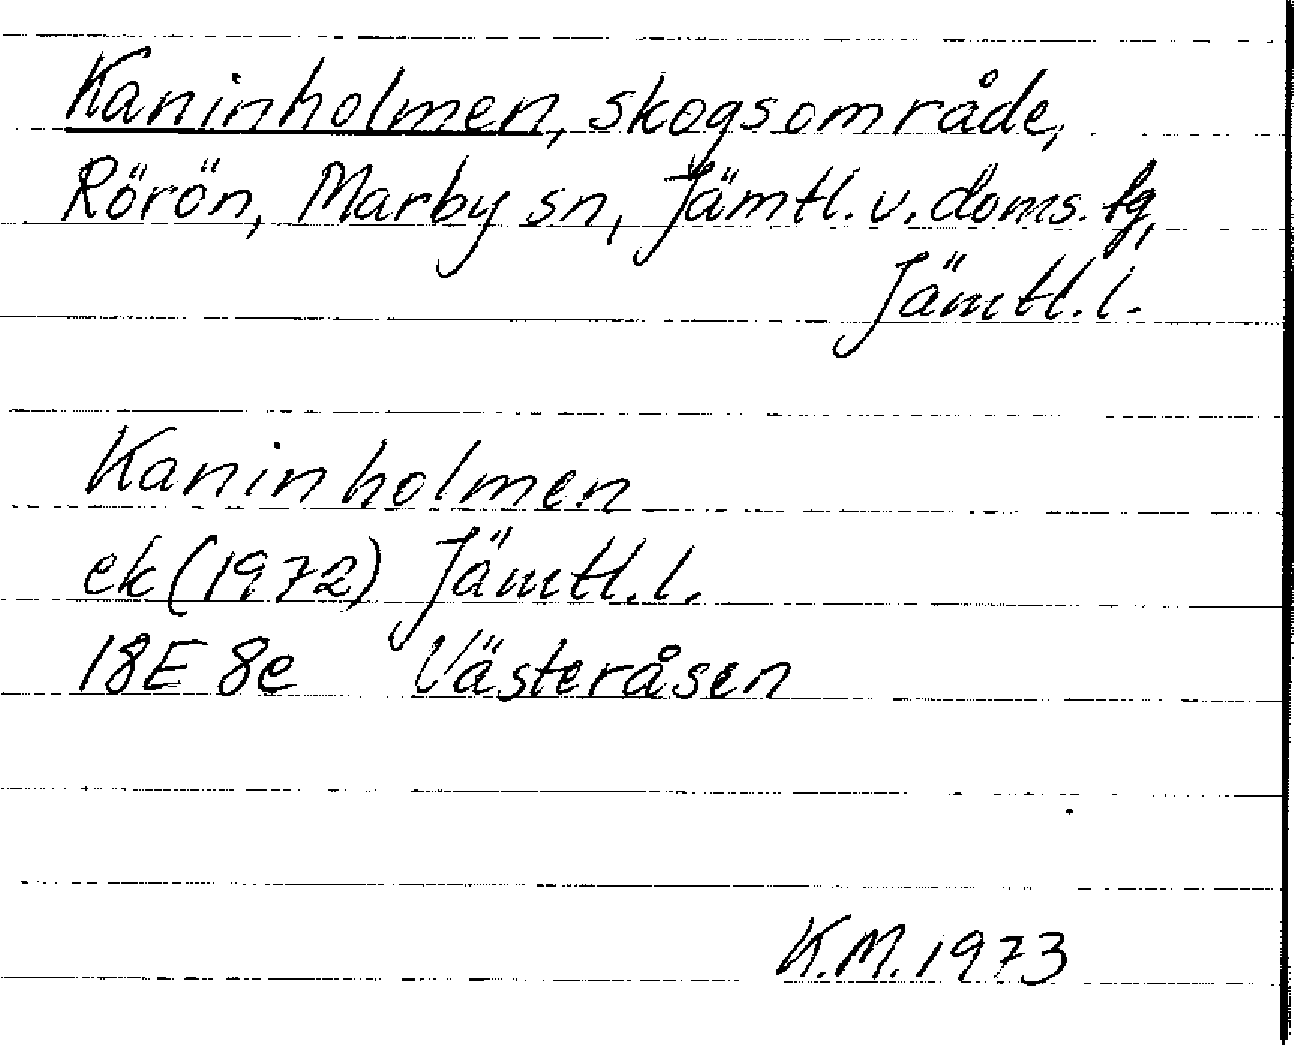 Kaninholmen, skogsområde,
Rörön, Marby sn, Jämtl. v. doms. tg,
Jämtl. l.
Kaninholmen
ek (1972) Jämtl. l.
18E 8e Västeråsen
K.M. 1973